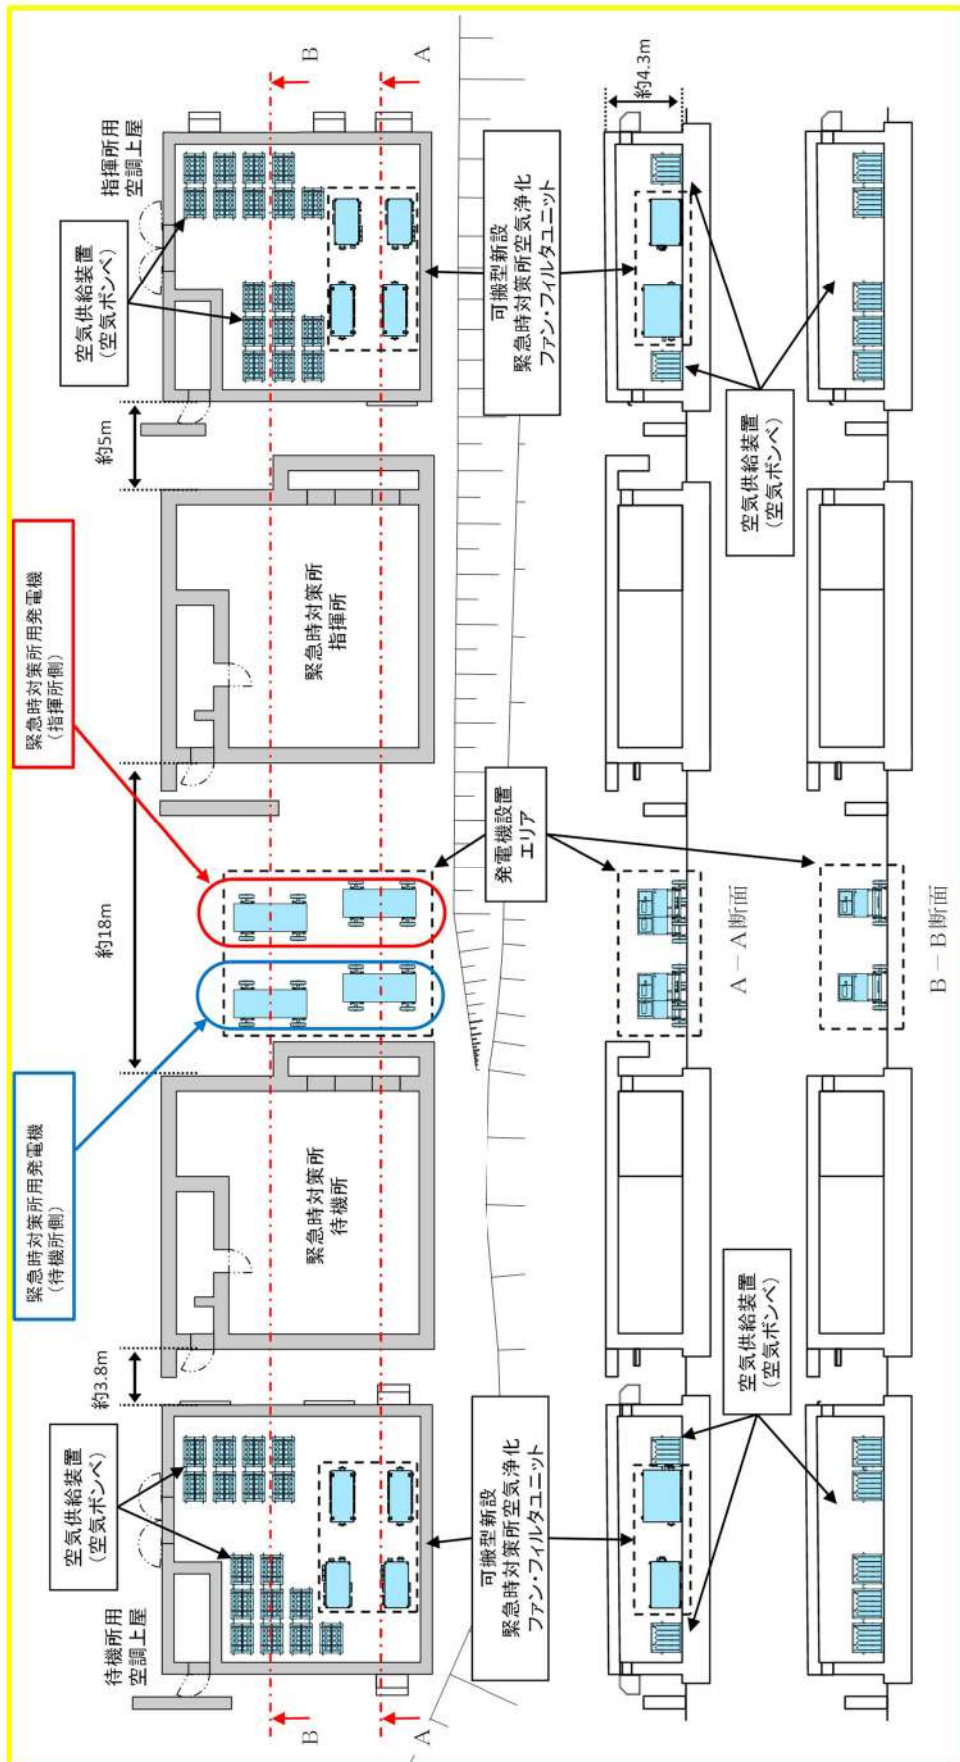 緊急時対策所用発電機
（待機所側）
緊急時対策所用発電機
（指揮所側）
約3.8m
約18m
約5m
待機所用
空調上屋
空気供給装置
（空気ボンベ）
空気供給装置
（空気ボンベ）
指揮所用
空調上屋
B
B
緊急時対策所
待機所
緊急時対策所
指揮所
A
A
可搬型新設
緊急時対策所空気浄化
ファン・フィルタユニット
発電機設置
エリア
可搬型新設
緊急時対策所空気浄化
ファン・フィルタユニット
約4.3m
A－A断面
空気供給装置
（空気ボンベ）
空気供給装置
（空気ボンベ）
B－B断面